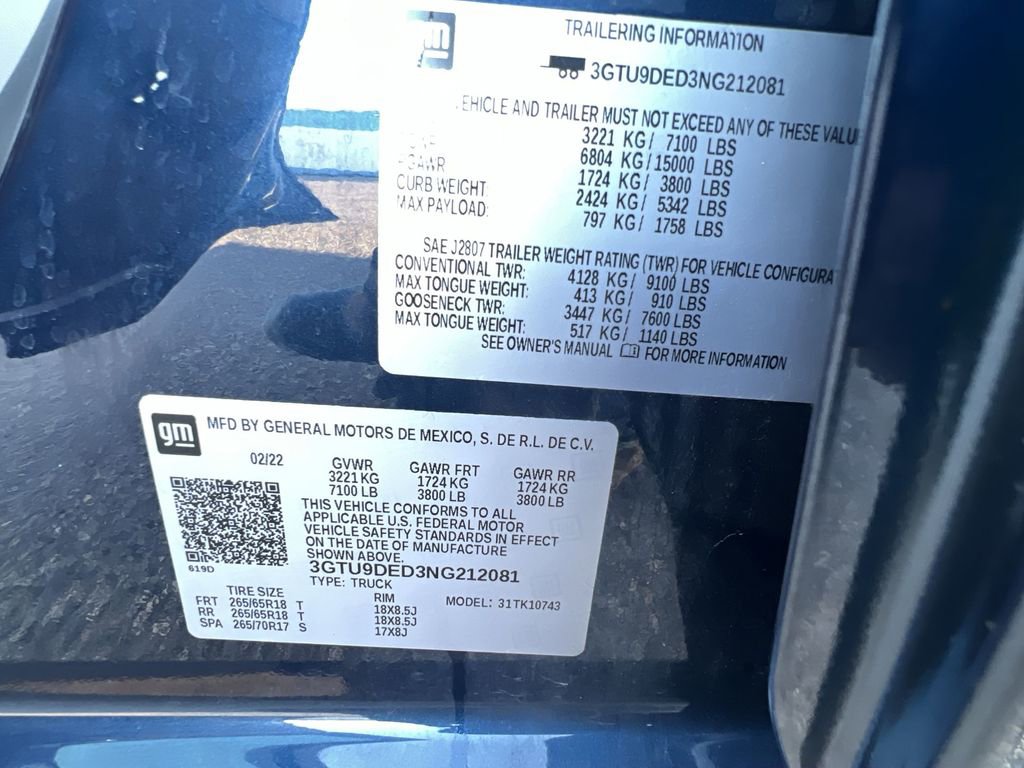 gm
TRAILERING INFORMATION
3GTU9DED3NG212081
EHICLE AND TRAILER MUST NOT EXCEED ANY OF THESE VALU
3221 KG/ 7100 LBS
GAWR 6804 KG/15000 LBS
1724 KG/ 3800 LBS
CURB WEIGHT: 2424 KG/ 5342 LBS
MAX PAYLOAD: 797 KG/ 1758 LBS
SAE J2807 TRAILER WEIGHT RATING (TWR) FOR VEHICLE CONFIGURA
CONVENTIONAL TWR: 4128 KG/ 9100 LBS
MAX TONGUE WEIGHT: 413 KG/ 910 LBS
GOOSENECK TWR: 3447 KG/ 7600 LBS
MAX TONGUE WEIGHT: 517 KG/ 1140 LBS
SEE OWNER'S MANUAL FOR MORE INFORMATION
gm
MFD BY GENERAL MOTORS DE MEXICO, S. DE R.L. DE C.V.
02/22 GVWR GAWR FRT GAWR RR
3221 KG 1724 KG 1724 KG
7100 LB 3800 LB 3800 LB
THIS VEHICLE CONFORMS TO ALL
APPLICABLE U.S. FEDERAL MOTOR
VEHICLE SAFETY STANDARDS IN EFFECT
ON THE DATE OF MANUFACTURE
SHOWN ABOVE.
619D
3GTU9DED3NG212081
TYPE: TRUCK
TIRE SIZE RIM MODEL: 31TK10743
FRT 265/65R18 T 18X8.5J
RR 265/65R18 T 18X8.5J
SPA 265/70R17 S 17X8J